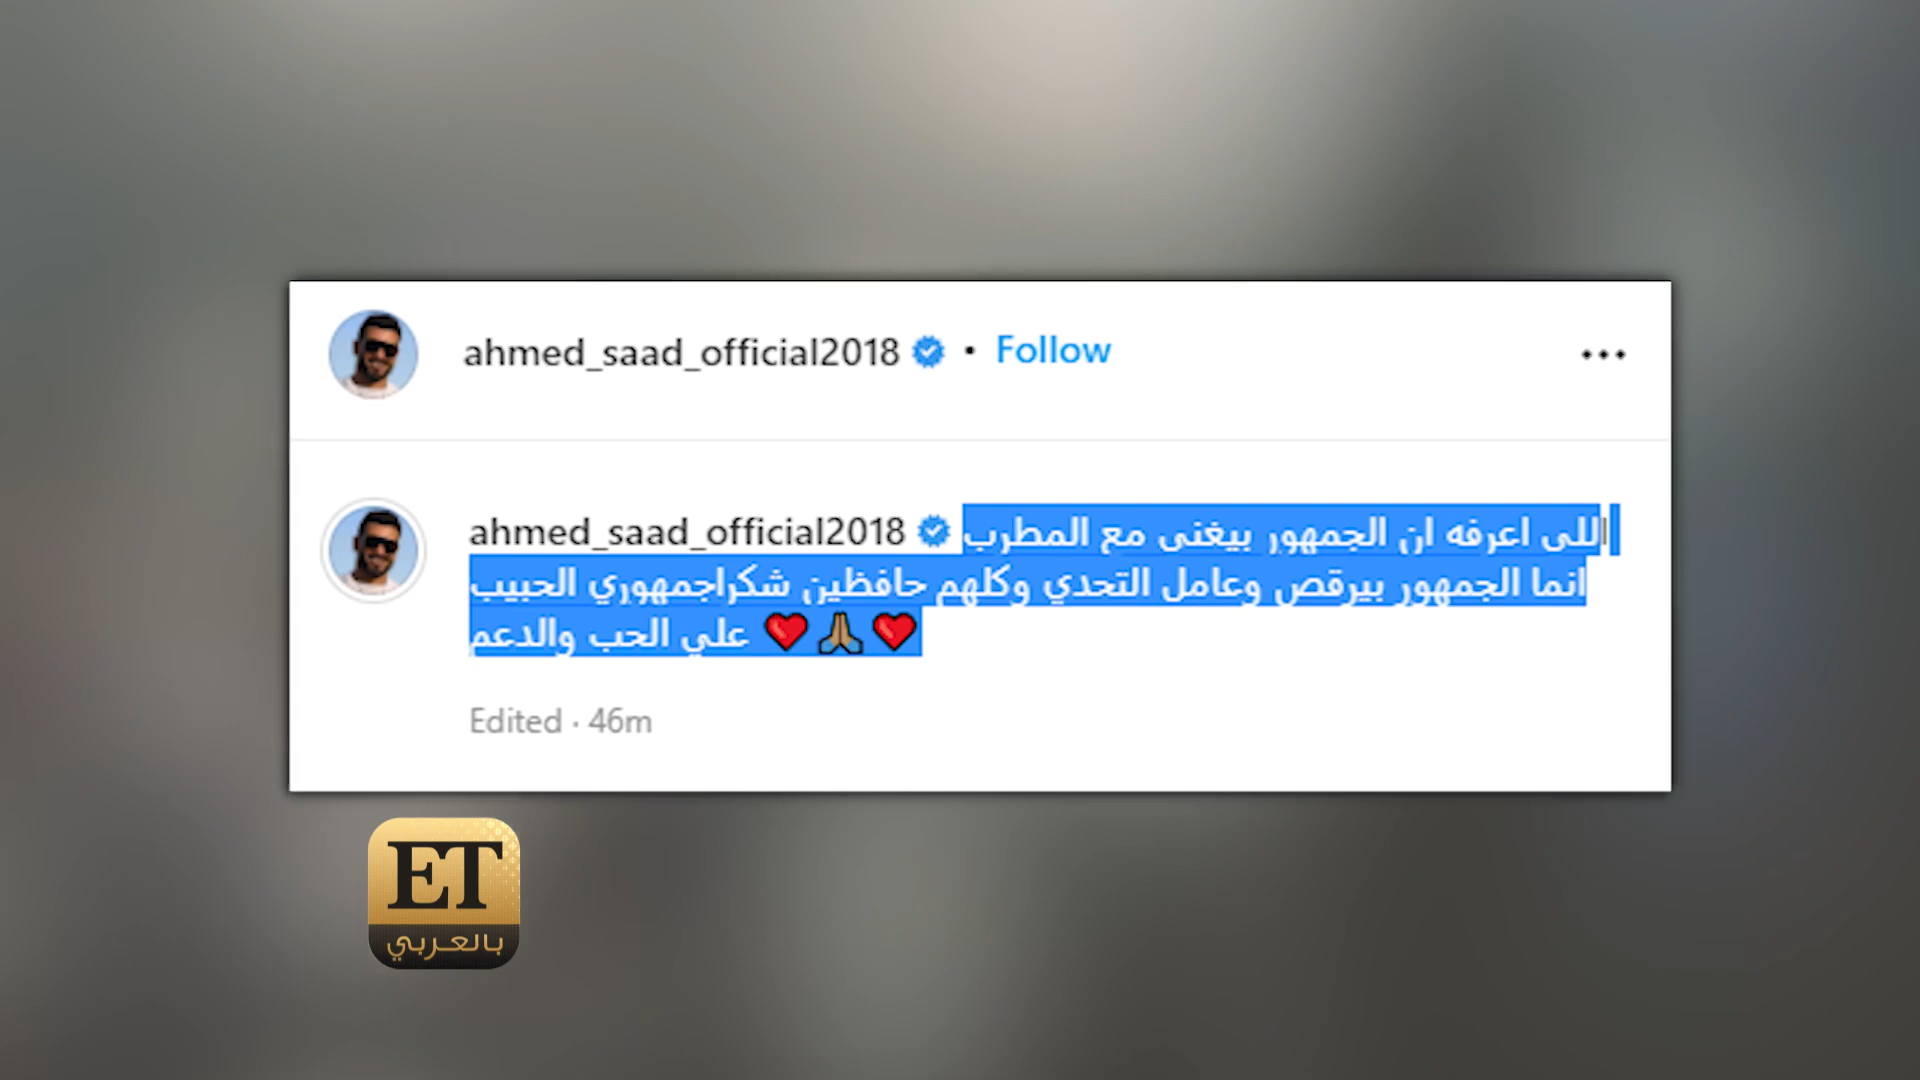 ahmed_saad_official2018 • Follow
ahmed_saad_official2018 اللى اعرفه ان الجمهور بيغنى مع المطرب
انما الجمهور بيرقص وعامل التحدي وكلهم حافظين شكراجمهوري الحبيب
علي الحب والدعم ❤️🙏🏽❤️
Edited · 46m
ET
بالعربي